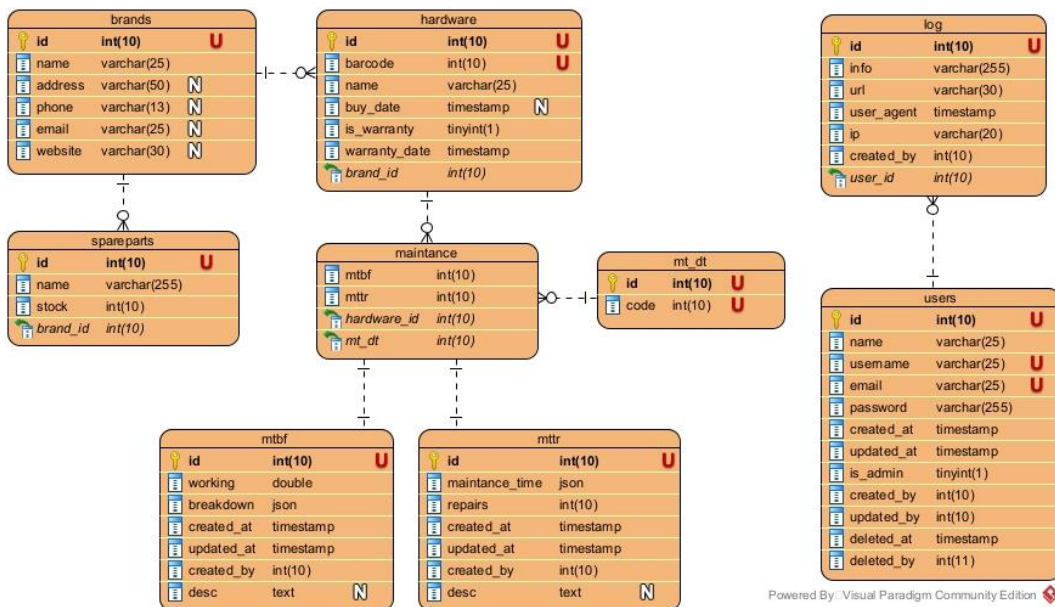 brands
id int(10) U
name varchar(25)
address varchar(50) N
phone varchar(13) N
email varchar(25) N
website varchar(30) N
hardware
id int(10) U
barcode int(10) U
name varchar(25)
buy_date timestamp N
is_warranty tinyint(1)
warranty_date timestamp
brand_id int(10)
log
id int(10) U
info varchar(255)
url varchar(30)
user_agent timestamp
ip varchar(20)
created_by int(10)
user_id int(10)
spareparts
id int(10) U
name varchar(255)
stock int(10)
brand_id int(10)
maintance
mtbf int(10)
mttr int(10)
hardware_id int(10)
mt_dt int(10)
mt_dt
id int(10) U
code int(10) U
users
id int(10) U
name varchar(25)
username varchar(25) U
email varchar(25) U
password varchar(255)
created_at timestamp
updated_at timestamp
is_admin tinyint(1)
created_by int(10)
updated_by int(10)
deleted_at timestamp
deleted_by int(11)
mtbf
id int(10) U
working double
breakdown json
created_at timestamp
updated_at timestamp
created_by int(10)
desc text N
mttr
id int(10) U
maintance_time json
repairs int(10)
created_at timestamp
updated_at timestamp
created_by int(10)
desc text N
Powered By Visual Paradigm Community Edition